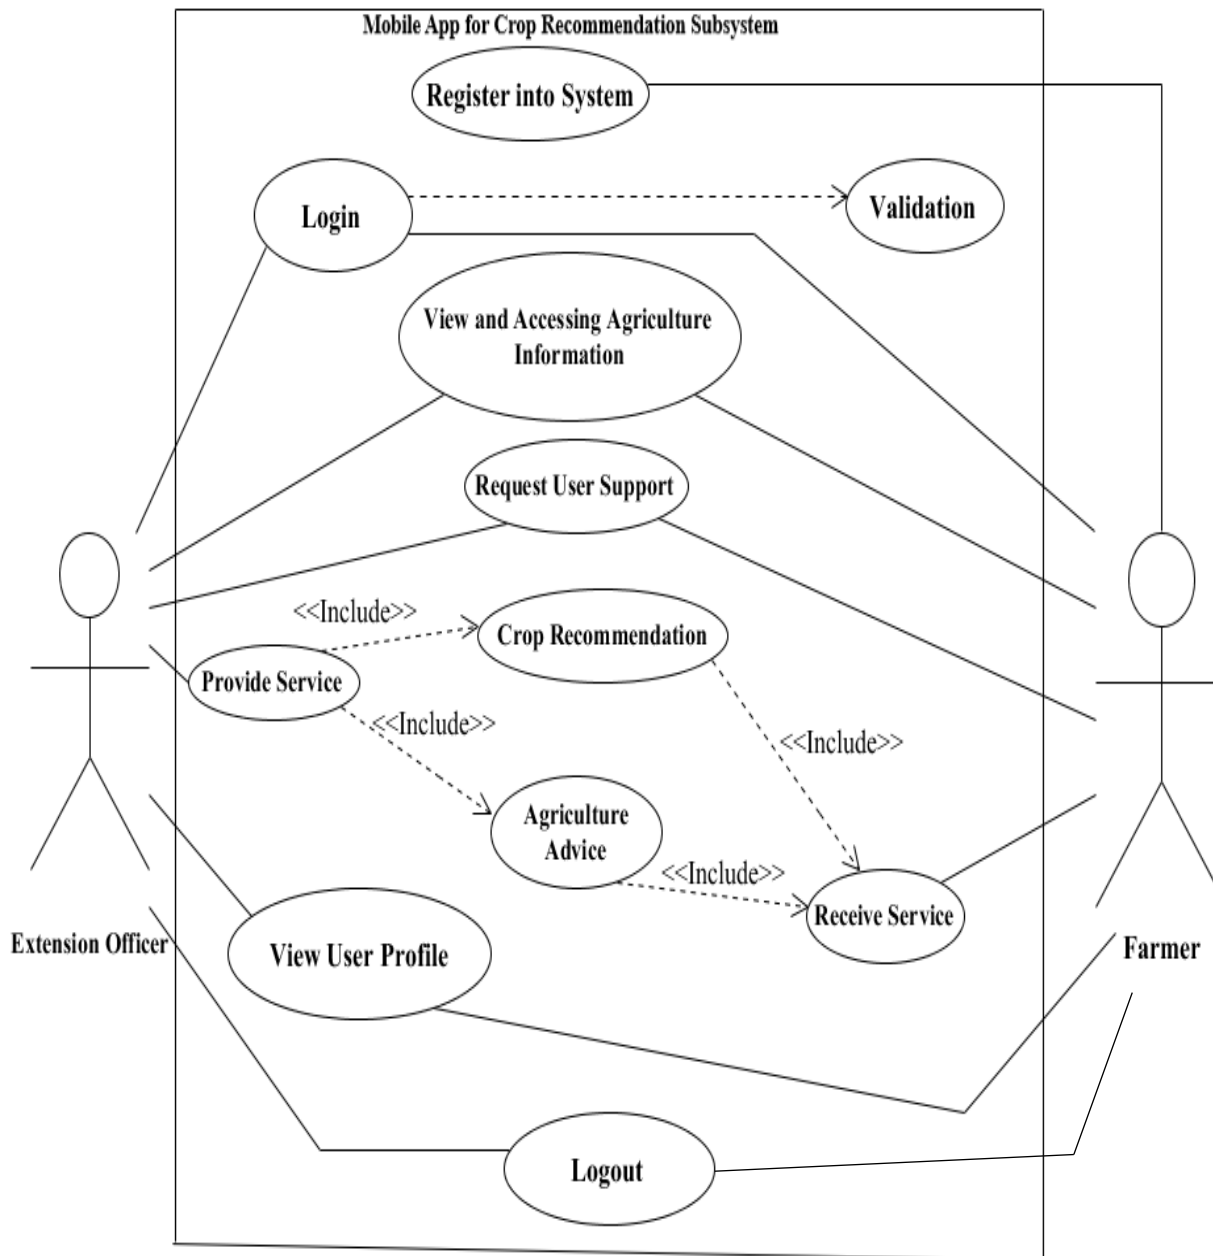 Mobile App for Crop Recommendation Subsystem
Register into System
Login
Validation
View and Accessing Agriculture
Information
Request User Support
<<Include>>
Crop Recommendation
Provide Service
<<Include>>
<<Include>>
Agriculture
Advice
<<Include>>
Receive Service
Extension Officer
View User Profile
Farmer
Logout